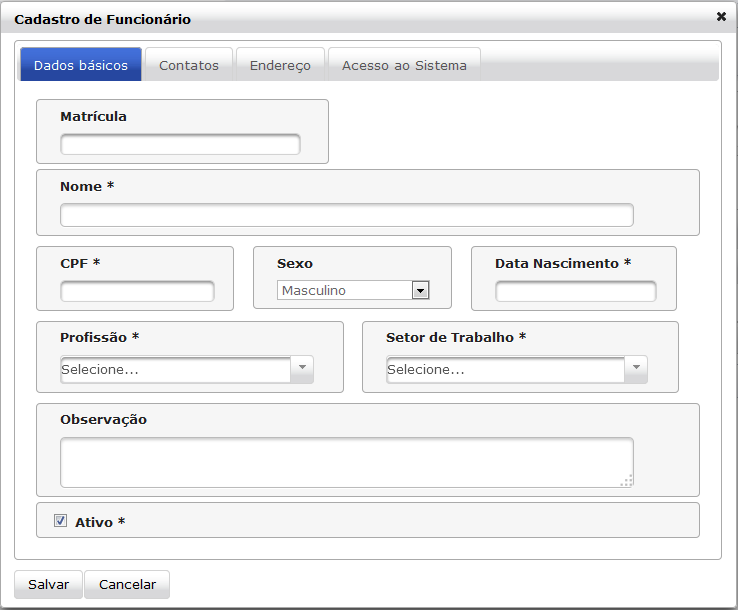 Cadastro de Funcionário
Dados básicos Contatos Endereço Acesso ao Sistema
Matrícula
Nome *
CPF * Sexo Data Nascimento *
Masculino
Profissão * Setor de Trabalho *
Selecione... Selecione...
Observação
Ativo *
Salvar Cancelar